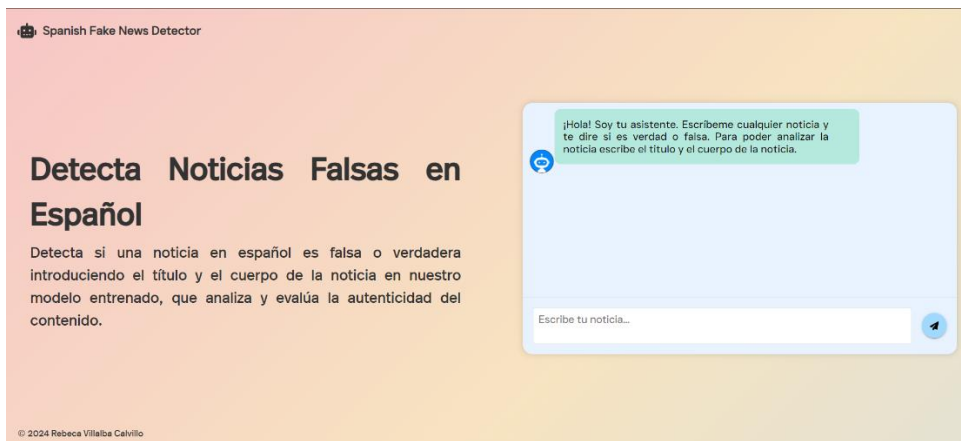 Spanish Fake News Detector
Detecta Noticias Falsas en
Español
Detecta si una noticia en español es falsa o verdadera
introduciendo el título y el cuerpo de la noticia en nuestro
modelo entrenado, que analiza y evalúa la autenticidad del
contenido.
¡Hola! Soy tu asistente. Escríbeme cualquier noticia y
te dire si es verdad o falsa. Para poder analizar la
noticia escribe el titulo y el cuerpo de la noticia.
Escribe tu noticia...
© 2024 Rebeca Villalba Calvillo